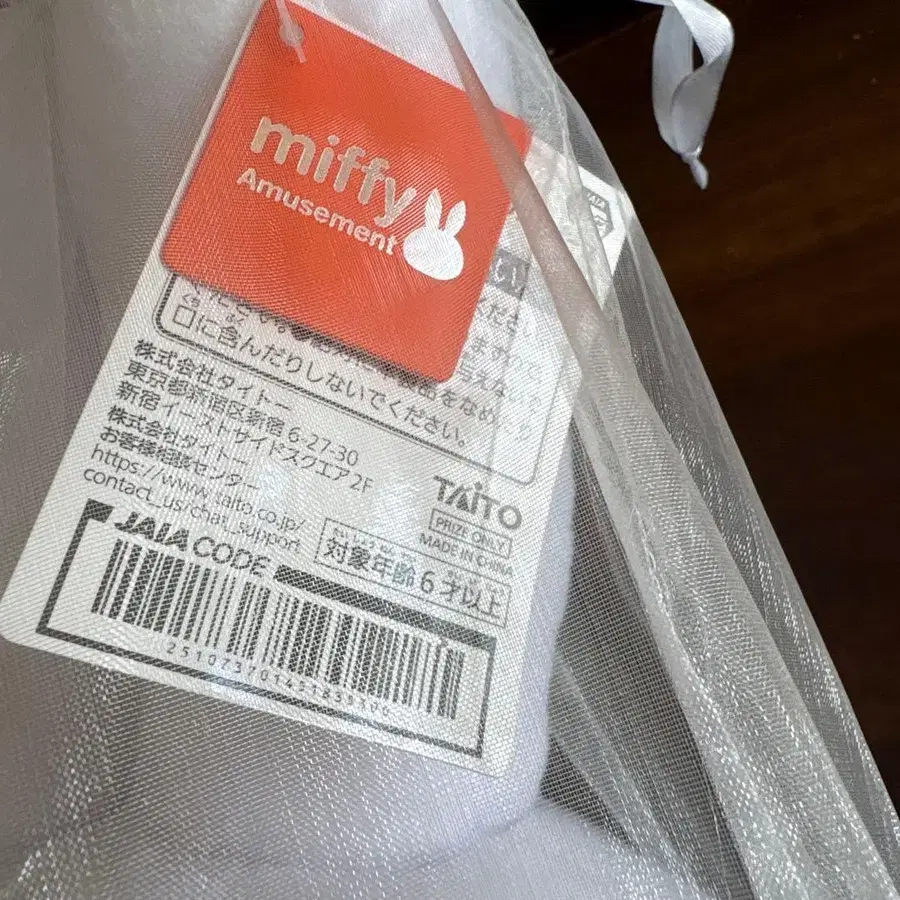 miffy
Amusement
口に含んだりしないでください。
株式会社タイトー
東京都新宿区新宿6-27-30
新宿イーストサイドスクエア2F
株式会社タイトー
お客様相談センター
https://www.taito.co.jp/
contact_us/chat_support
TAITO
PRIZE ONLY
MADE IN CHINA
対象年齢6才以上
JAIA CODE